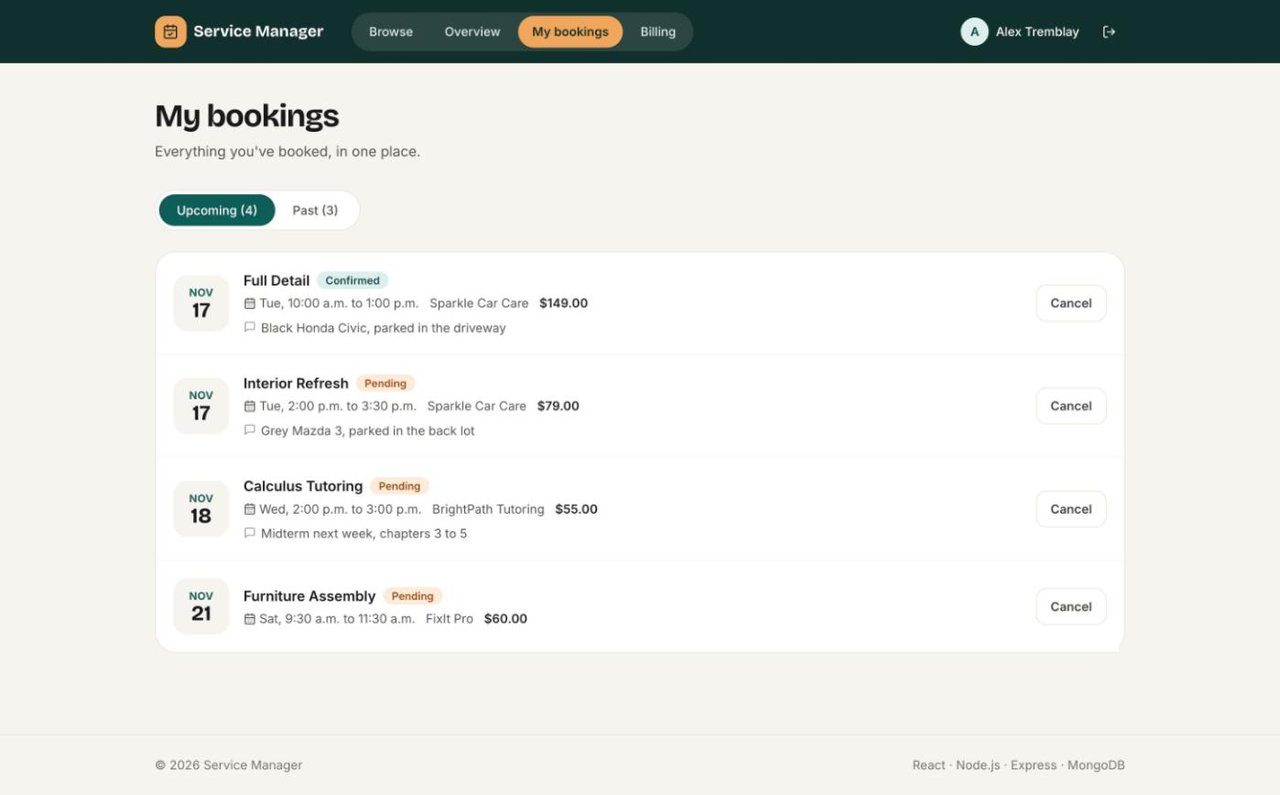 Service Manager
Browse
Overview
My bookings
Billing
A
Alex Tremblay
My bookings
Everything you've booked, in one place.
Upcoming (4)
Past (3)
NOV
17
Full Detail
Confirmed
Tue, 10:00 a.m. to 1:00 p.m. Sparkle Car Care $149.00
Black Honda Civic, parked in the driveway
Cancel
NOV
17
Interior Refresh
Pending
Tue, 2:00 p.m. to 3:30 p.m. Sparkle Car Care $79.00
Grey Mazda 3, parked in the back lot
Cancel
NOV
18
Calculus Tutoring
Pending
Wed, 2:00 p.m. to 3:00 p.m. BrightPath Tutoring $55.00
Midterm next week, chapters 3 to 5
Cancel
NOV
21
Furniture Assembly
Pending
Sat, 9:30 a.m. to 11:30 a.m. FixIt Pro $60.00
Cancel
© 2026 Service Manager
React · Node.js · Express · MongoDB